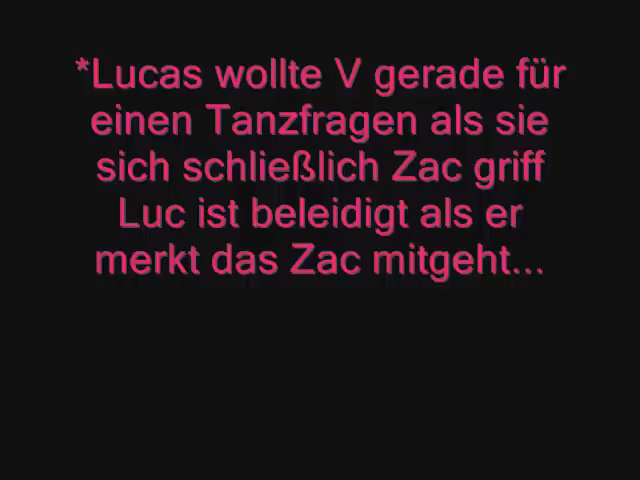 *Lucas wollte V gerade für
einen Tanzfragen als sie
sich schließlich Zac griff
Luc ist beleidigt als er
merkt das Zac mitgeht...